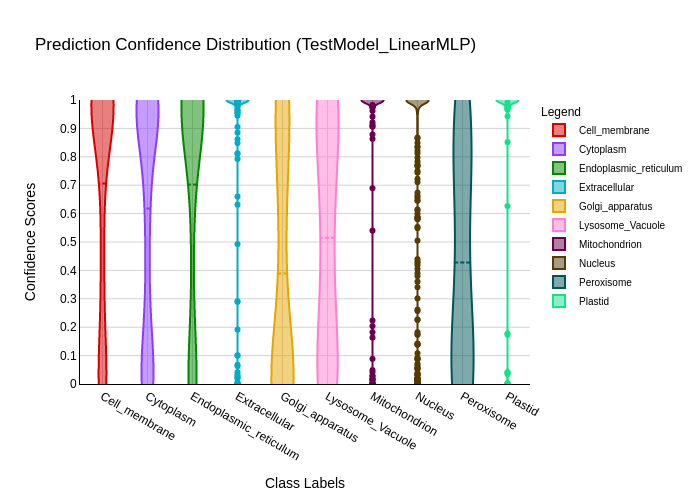 Prediction Confidence Distribution (TestModel_LinearMLP)
Legend
Cell_membrane
Cytoplasm
Endoplasmic_reticulum
Extracellular
Golgi_apparatus
Lysosome_Vacuole
Mitochondrion
Nucleus
Peroxisome
Plastid
Confidence Scores
1
0.9
0.8
0.7
0.6
0.5
0.4
0.3
0.2
0.1
0
Cell_membrane
Cytoplasm
Endoplasmic_reticulum
Extracellular
Golgi_apparatus
Lysosome_Vacuole
Mitochondrion
Nucleus
Peroxisome
Plastid
Class Labels